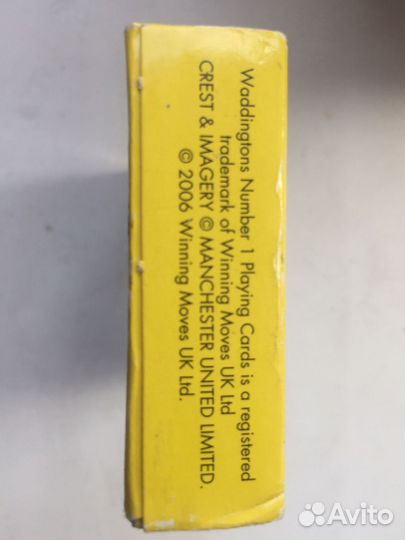 Waddingtons Number 1 Playing Cards is a registered
trademark of Winning Moves UK Ltd
CREST & IMAGERY © MANCHESTER UNITED LIMITED.
© 2006 Winning Moves UK Ltd.
Avito